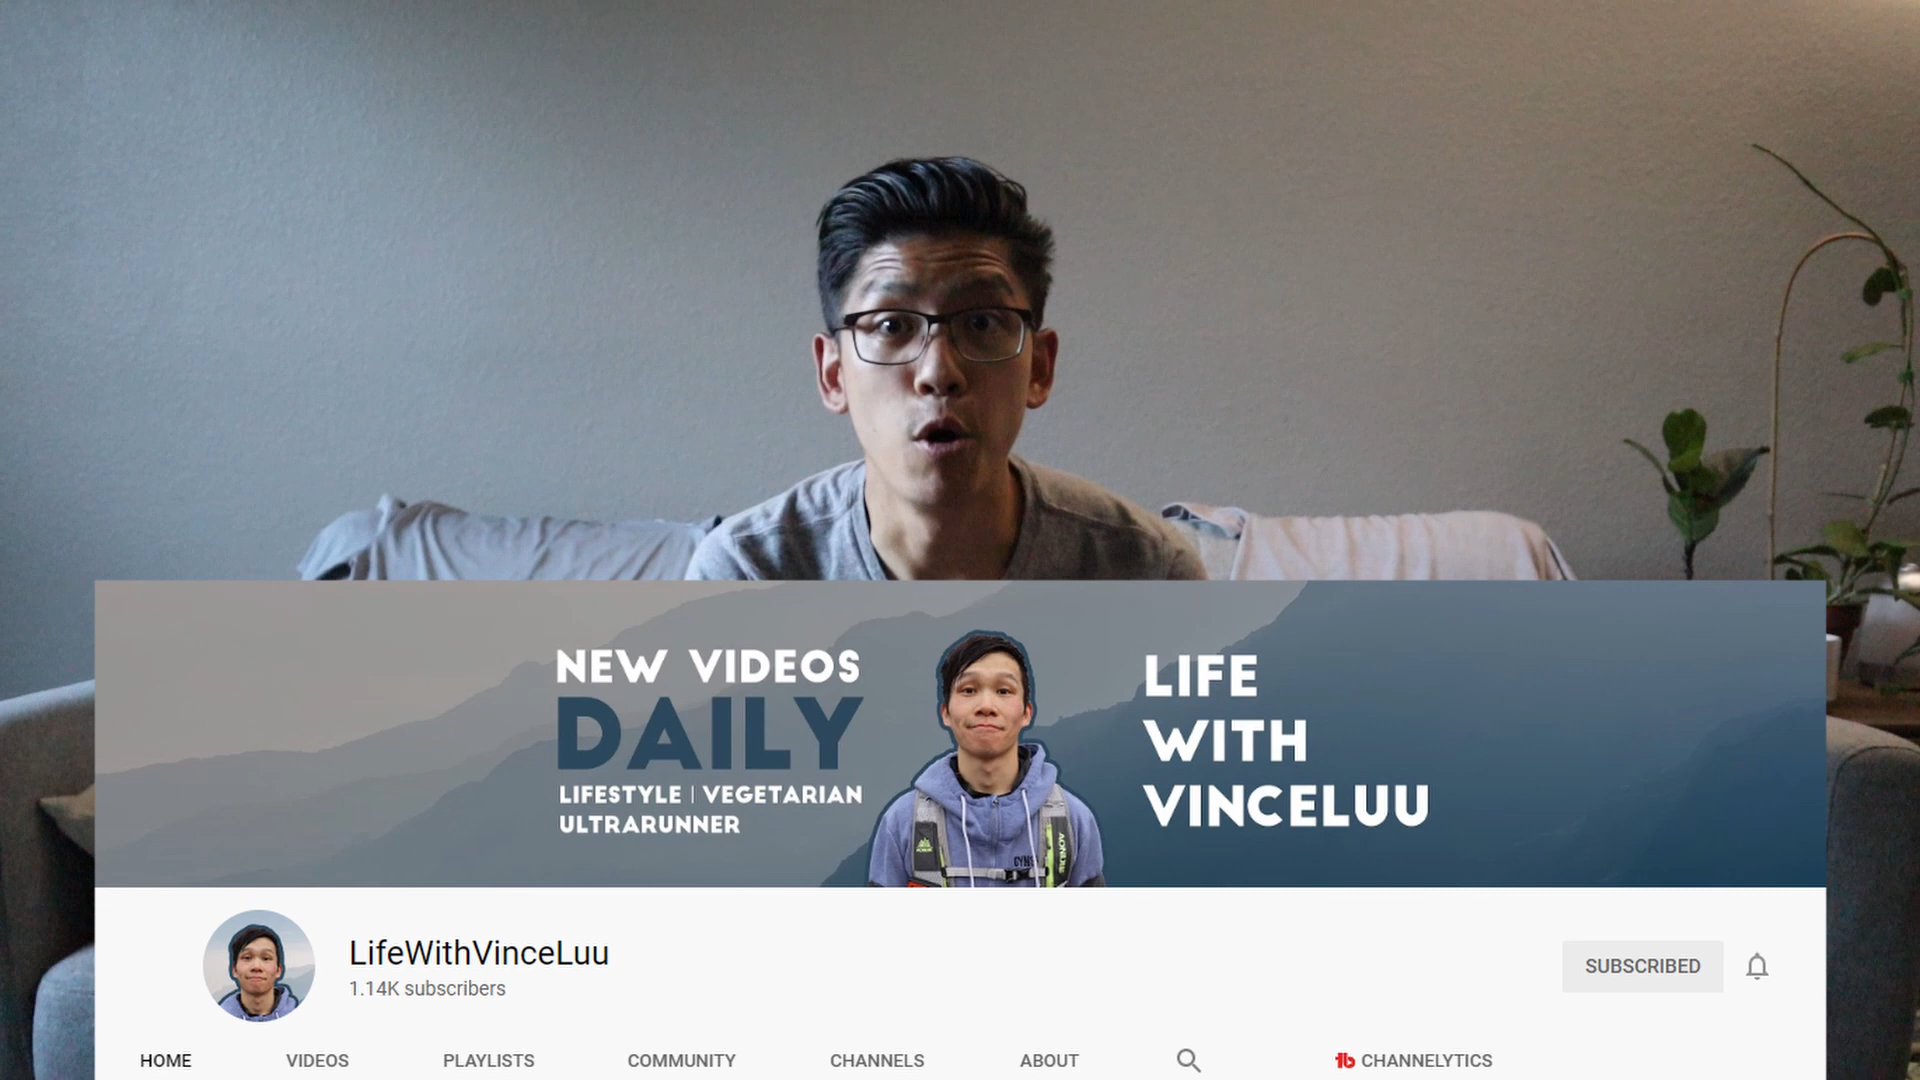 NEW VIDEOS
DAILY
LIFESTYLE | VEGETARIAN
ULTRARUNNER
LIFE
WITH
VINCELUU
LifeWithVinceLuu
1.14K subscribers
SUBSCRIBED
HOME VIDEOS PLAYLISTS COMMUNITY CHANNELS ABOUT CHANNELYTICS